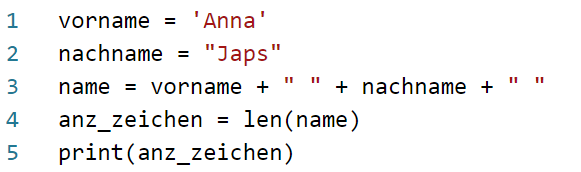 1 vorname = 'Anna'
2 nachname = "Japs"
3 name = vorname + " " + nachname + " "
4 anz_zeichen = len(name)
5 print(anz_zeichen)